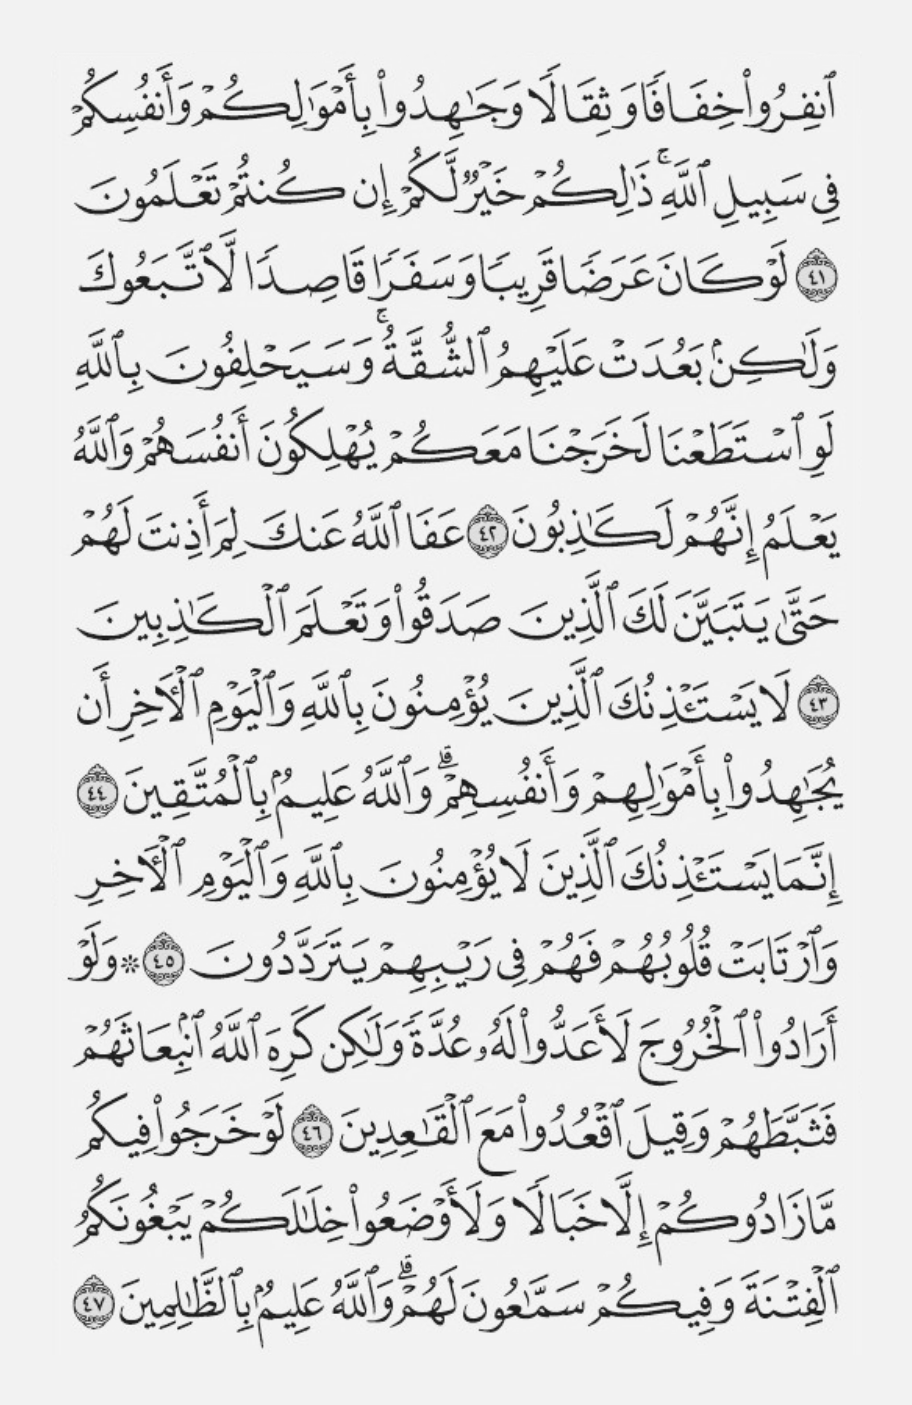 ٱنفِرُوا۟ خِفَافًا وَثِقَالًا وَجَـٰهِدُوا۟ بِأَمْوَٰلِكُمْ وَأَنفُسِكُمْ
فِى سَبِيلِ ٱللَّهِ ۚ ذَٰلِكُمْ خَيْرٌ لَّكُمْ إِن كُنتُمْ تَعْلَمُونَ
٤١ لَوْ كَانَ عَرَضًا قَرِيبًا وَسَفَرًا قَاصِدًا لَّٱتَّبَعُوكَ
وَلَـٰكِنۢ بَعُدَتْ عَلَيْهِمُ ٱلشُّقَّةُ ۚ وَسَيَحْلِفُونَ بِٱللَّهِ
لَوِ ٱسْتَطَعْنَا لَخَرَجْنَا مَعَكُمْ يُهْلِكُونَ أَنفُسَهُمْ وَٱللَّهُ
يَعْلَمُ إِنَّهُمْ لَكَـٰذِبُونَ ٤٢ عَفَا ٱللَّهُ عَنكَ لِمَ أَذِنتَ لَهُمْ
حَتَّىٰ يَتَبَيَّنَ لَكَ ٱلَّذِينَ صَدَقُوا۟ وَتَعْلَمَ ٱلْكَـٰذِبِينَ
٤٣ لَا يَسْتَـْٔذِنُكَ ٱلَّذِينَ يُؤْمِنُونَ بِٱللَّهِ وَٱلْيَوْمِ ٱلْـَٔاخِرِ أَن
يُجَـٰهِدُوا۟ بِأَمْوَٰلِهِمْ وَأَنفُسِهِمْ ۗ وَٱللَّهُ عَلِيمٌۢ بِٱلْمُتَّقِينَ ٤٤
إِنَّمَا يَسْتَـْٔذِنُكَ ٱلَّذِينَ لَا يُؤْمِنُونَ بِٱللَّهِ وَٱلْيَوْمِ ٱلْـَٔاخِرِ
وَٱرْتَابَتْ قُلُوبُهُمْ فَهُمْ فِى رَيْبِهِمْ يَتَرَدَّدُونَ ٤٥ * وَلَوْ
أَرَادُوا۟ ٱلْخُرُوجَ لَأَعَدُّوا۟ لَهُۥ عُدَّةً وَلَـٰكِن كَرِهَ ٱللَّهُ ٱنۢبِعَاثَهُمْ
فَثَبَّطَهُمْ وَقِيلَ ٱقْعُدُوا۟ مَعَ ٱلْقَـٰعِدِينَ ٤٦ لَوْ خَرَجُوا۟ فِيكُم
مَّا زَادُوكُمْ إِلَّا خَبَالًا وَلَأَوْضَعُوا۟ خِلَـٰلَكُمْ يَبْغُونَكُمُ
ٱلْفِتْنَةَ وَفِيكُمْ سَمَّـٰعُونَ لَهُمْ ۗ وَٱللَّهُ عَلِيمٌۢ بِٱلظَّـٰلِمِينَ ٤٧